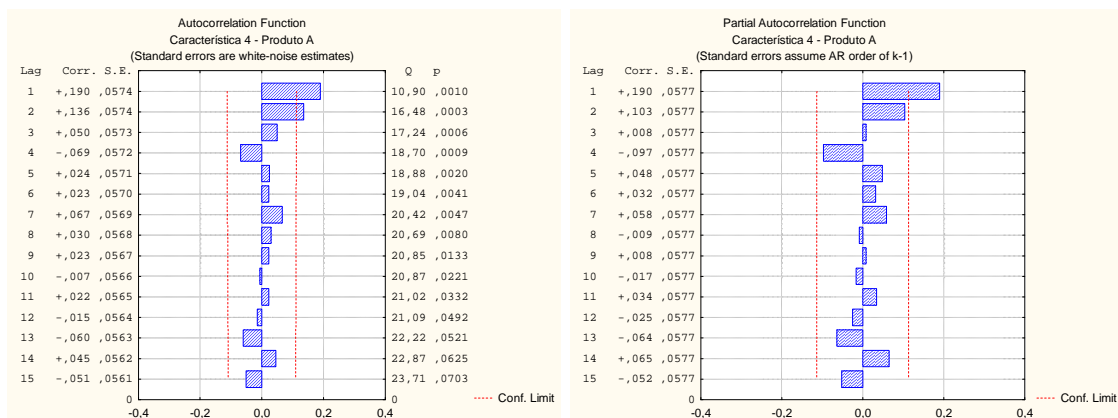 Autocorrelation Function
Característica 4 - Produto A
(Standard errors are white-noise estimates)
Lag Corr. S.E. Q p
1 +,190 ,0574 10,90 ,0010
2 +,136 ,0574 16,48 ,0003
3 +,050 ,0573 17,24 ,0006
4 -,069 ,0572 18,70 ,0009
5 +,024 ,0571 18,88 ,0020
6 +,023 ,0570 19,04 ,0041
7 +,067 ,0569 20,42 ,0047
8 +,030 ,0568 20,69 ,0080
9 +,023 ,0567 20,85 ,0133
10 -,007 ,0566 20,87 ,0221
11 +,022 ,0565 21,02 ,0332
12 -,015 ,0564 21,09 ,0492
13 -,060 ,0563 22,22 ,0521
14 +,045 ,0562 22,87 ,0625
15 -,051 ,0561 23,71 ,0703
0 0
-0,4 -0,2 0,0 0,2 0,4
Conf. Limit
Partial Autocorrelation Function
Característica 4 - Produto A
(Standard errors assume AR order of k-1)
Lag Corr. S.E.
1 +,190 ,0577
2 +,103 ,0577
3 +,008 ,0577
4 -,097 ,0577
5 +,048 ,0577
6 +,032 ,0577
7 +,058 ,0577
8 -,009 ,0577
9 +,008 ,0577
10 -,017 ,0577
11 +,034 ,0577
12 -,025 ,0577
13 -,064 ,0577
14 +,065 ,0577
15 -,052 ,0577
0 0
-0,4 -0,2 0,0 0,2 0,4
Conf. Limit